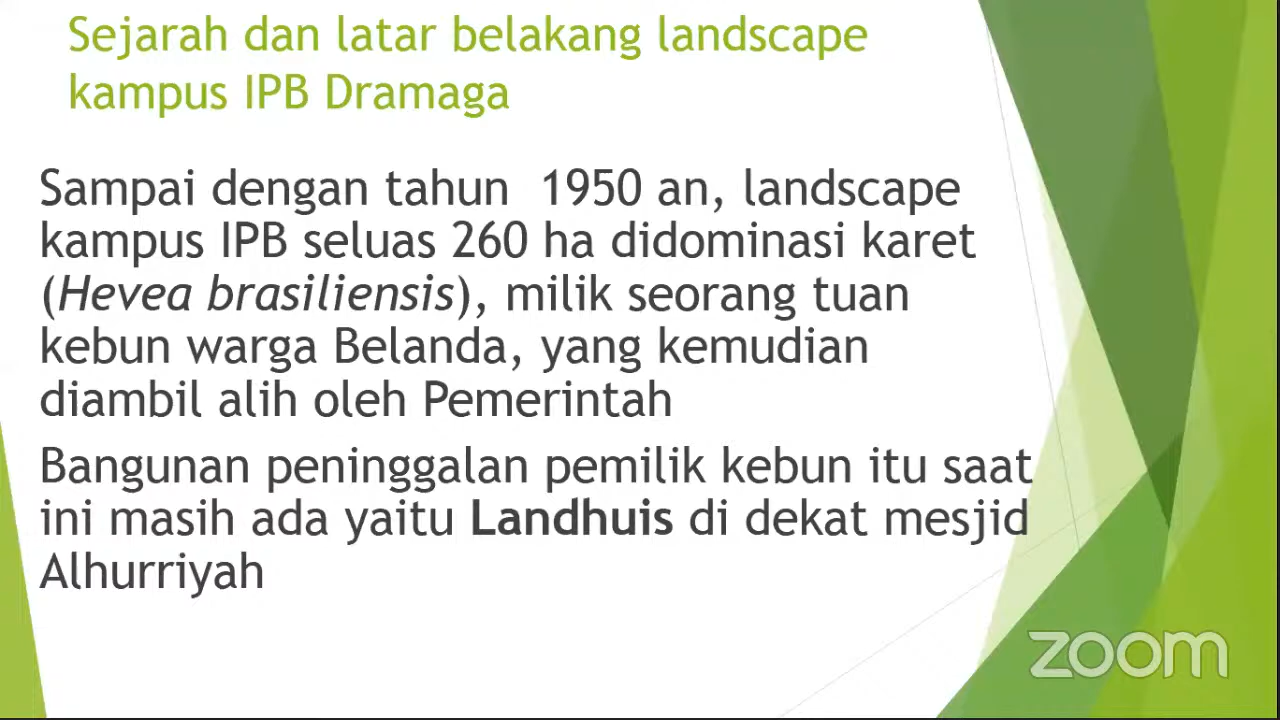 Sejarah dan latar belakang landscape
kampus IPB Dramaga
Sampai dengan tahun  1950 an, landscape
kampus IPB seluas 260 ha didominasi karet
(Hevea brasiliensis), milik seorang tuan
kebun warga Belanda, yang kemudian
diambil alih oleh Pemerintah
Bangunan peninggalan pemilik kebun itu saat
ini masih ada yaitu Landhuis di dekat mesjid
Alhurriyah
zoom